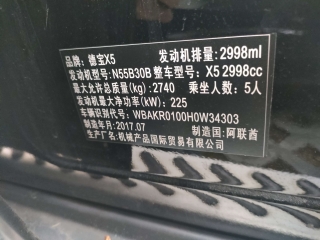 品牌：德宝X5 发动机排量：2998ml
发动机型号：N55B30B 整车型号：X5 2998cc
最大允许总质量(kg)：2740 乘坐人数：5人
发动机最大净功率(kW)：225
车辆识别代号：WBAKR0100H0W34303
制造年月：2017.07 制造国：阿联酋
生产厂名：机械产品国际贸易有限公司